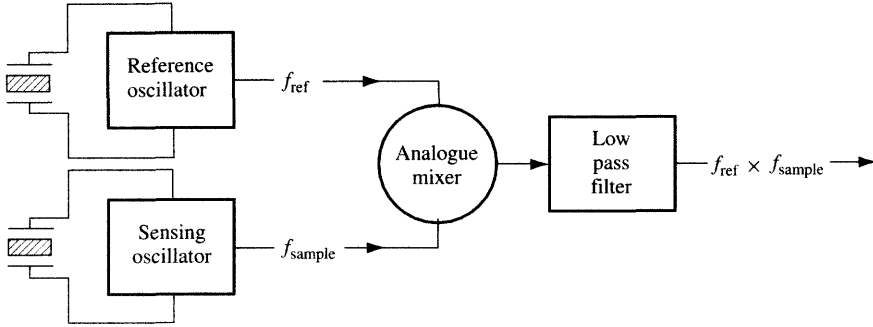 Reference
oscillator
f_ref
Analogue
mixer
Low
pass
filter
f_ref × f_sample
Sensing
oscillator
f_sample